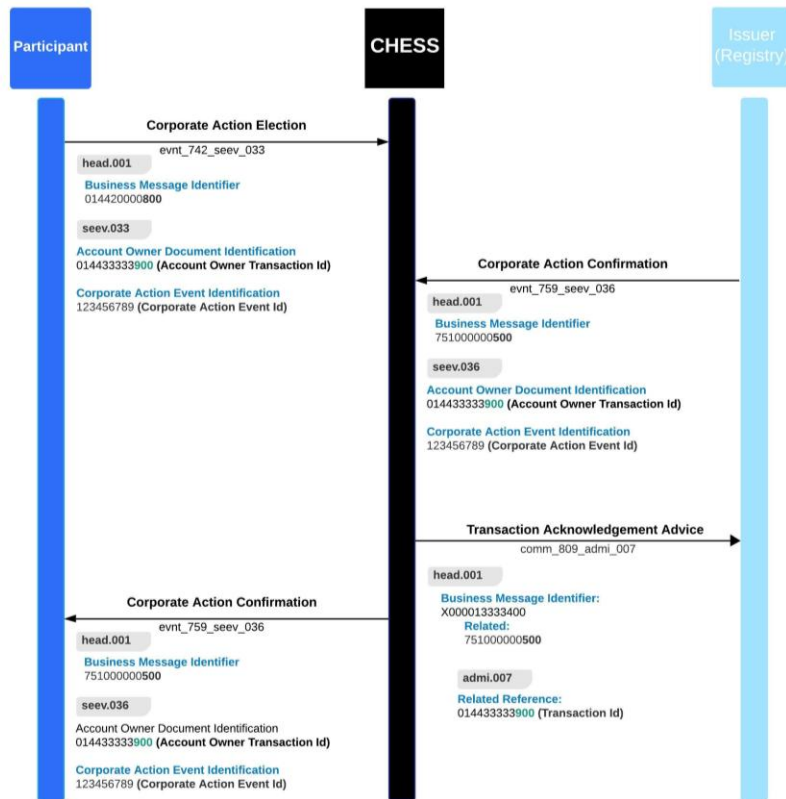 Participant
CHESS
Issuer
(Registry)
Corporate Action Election
evnt_742_seev_033
head.001
Business Message Identifier
014420000800
seev.033
Account Owner Document Identification
014433333900 (Account Owner Transaction Id)
Corporate Action Event Identification
123456789 (Corporate Action Event Id)
Corporate Action Confirmation
evnt_759_seev_036
head.001
Business Message Identifier
751000000500
seev.036
Account Owner Document Identification
014433333900 (Account Owner Transaction Id)
Corporate Action Event Identification
123456789 (Corporate Action Event Id)
Transaction Acknowledgement Advice
comm_809_admi_007
head.001
Business Message Identifier:
X000013333400
Related:
751000000500
admi.007
Related Reference:
014433333900 (Transaction Id)
Corporate Action Confirmation
evnt_759_seev_036
head.001
Business Message Identifier
751000000500
seev.036
Account Owner Document Identification
014433333900 (Account Owner Transaction Id)
Corporate Action Event Identification
123456789 (Corporate Action Event Id)